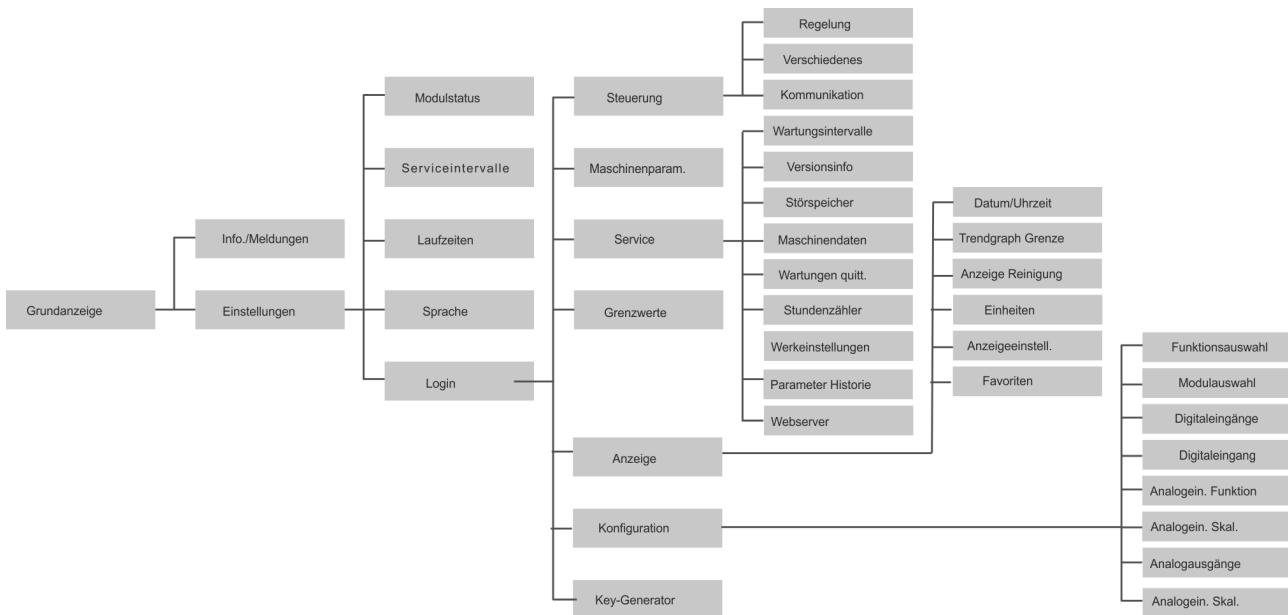 Grundanzeige
Info./Meldungen
Einstellungen
Modulstatus
Serviceintervalle
Laufzeiten
Sprache
Login
Steuerung
Maschinenparam.
Service
Grenzwerte
Anzeige
Konfiguration
Key-Generator
Regelung
Verschiedenes
Kommunikation
Wartungsintervalle
Versionsinfo
Störspeicher
Maschinendaten
Wartungen quitt.
Stundenzähler
Werkeinstellungen
Parameter Historie
Webserver
Datum/Uhrzeit
Trendgraph Grenze
Anzeige Reinigung
Einheiten
Anzeigeeinstell.
Favoriten
Funktionsauswahl
Modulauswahl
Digitaleingänge
Digitaleingang
Analogein. Funktion
Analogein. Skal.
Analogausgänge
Analogein. Skal.